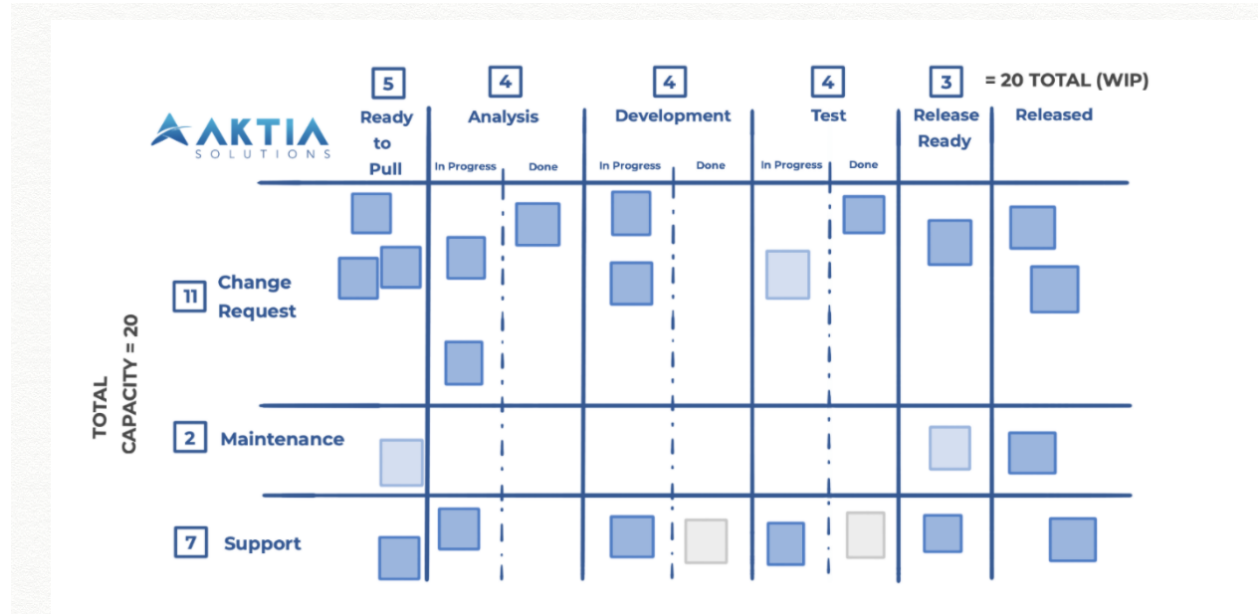 5
4
4
4
3
= 20 TOTAL (WIP)
AKTIA
SOLUTIONS
Ready
to
Pull
Analysis
Development
Test
Release
Ready
Released
In Progress
Done
In Progress
Done
In Progress
Done
TOTAL
CAPACITY = 20
11
Change
Request
2
Maintenance
7
Support